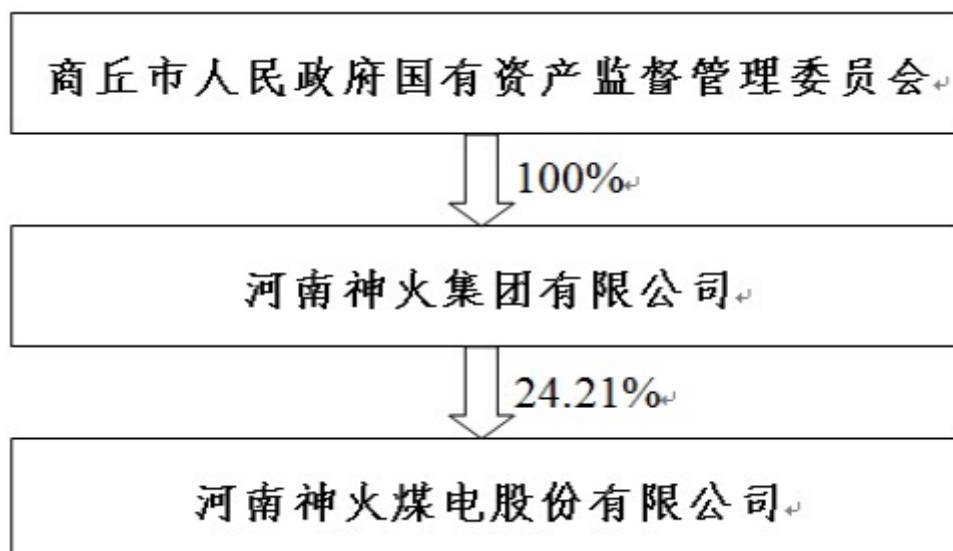 商丘市人民政府国有资产监督管理委员会
100%
河南神火集团有限公司
24.21%
河南神火煤电股份有限公司